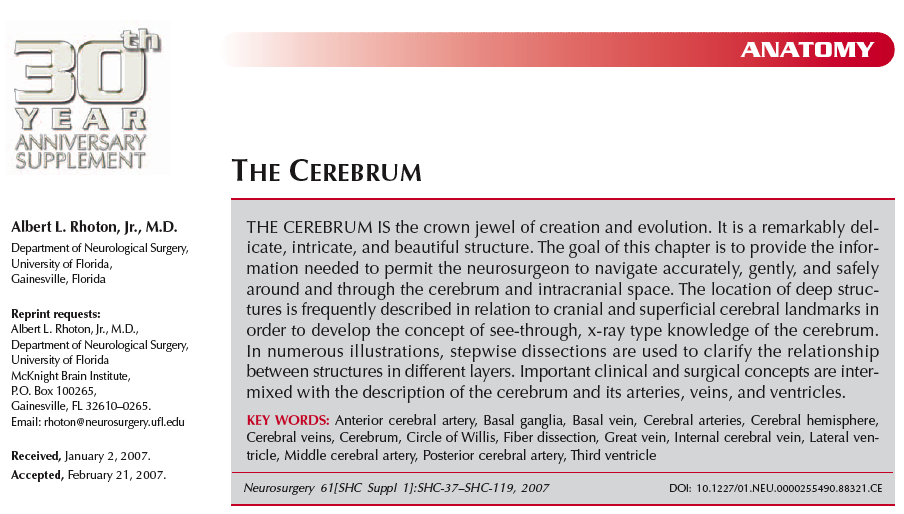 30th
YEAR
ANNIVERSARY
SUPPLEMENT
ANATOMY
THE CEREBRUM
Albert L. Rhoton, Jr., M.D.
Department of Neurological Surgery,
University of Florida,
Gainesville, Florida
Reprint requests:
Albert L. Rhoton, Jr., M.D.,
Department of Neurological Surgery,
University of Florida
McKnight Brain Institute,
P.O. Box 100265,
Gainesville, FL 32610–0265.
Email: rhoton@neurosurgery.ufl.edu
Received, January 2, 2007.
Accepted, February 21, 2007.
THE CEREBRUM IS the crown jewel of creation and evolution. It is a remarkably del-
icate, intricate, and beautiful structure. The goal of this chapter is to provide the infor-
mation needed to permit the neurosurgeon to navigate accurately, gently, and safely
around and through the cerebrum and intracranial space. The location of deep struc-
tures is frequently described in relation to cranial and superficial cerebral landmarks in
order to develop the concept of see-through, x-ray type knowledge of the cerebrum.
In numerous illustrations, stepwise dissections are used to clarify the relationship
between structures in different layers. Important clinical and surgical concepts are inter-
mixed with the description of the cerebrum and its arteries, veins, and ventricles.
KEY WORDS: Anterior cerebral artery, Basal ganglia, Basal vein, Cerebral arteries, Cerebral hemisphere,
Cerebral veins, Cerebrum, Circle of Willis, Fiber dissection, Great vein, Internal cerebral vein, Lateral ven-
tricle, Middle cerebral artery, Posterior cerebral artery, Third ventricle
Neurosurgery 61[SHC Suppl 1]:SHC-37–SHC-119, 2007
DOI: 10.1227/01.NEU.0000255490.88321.CE